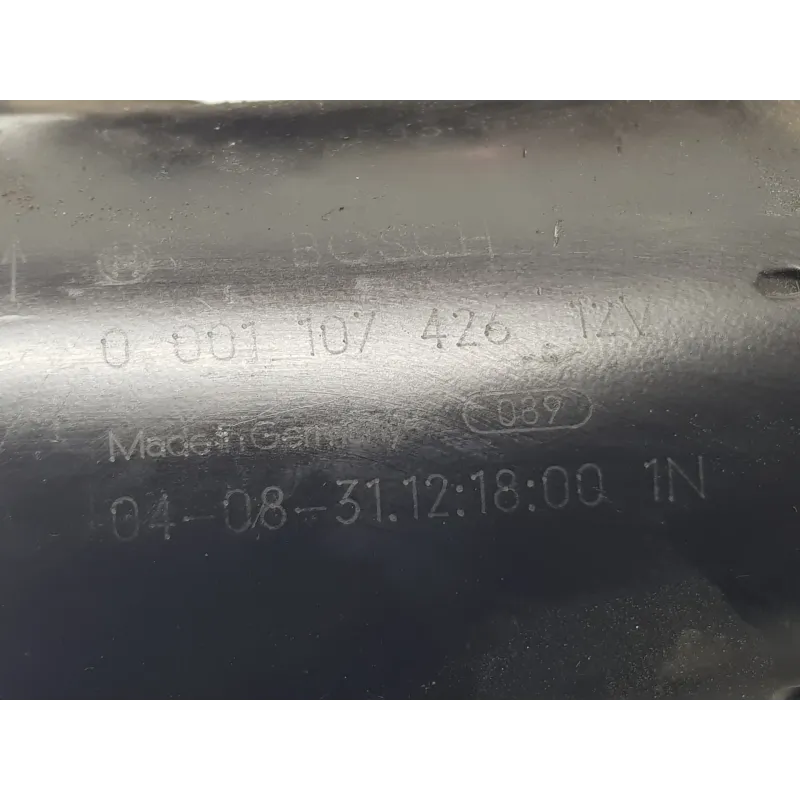 BOSCH
0 001 107 426 12V
Made in Germany 089
04-08-31.12:18:00 1N